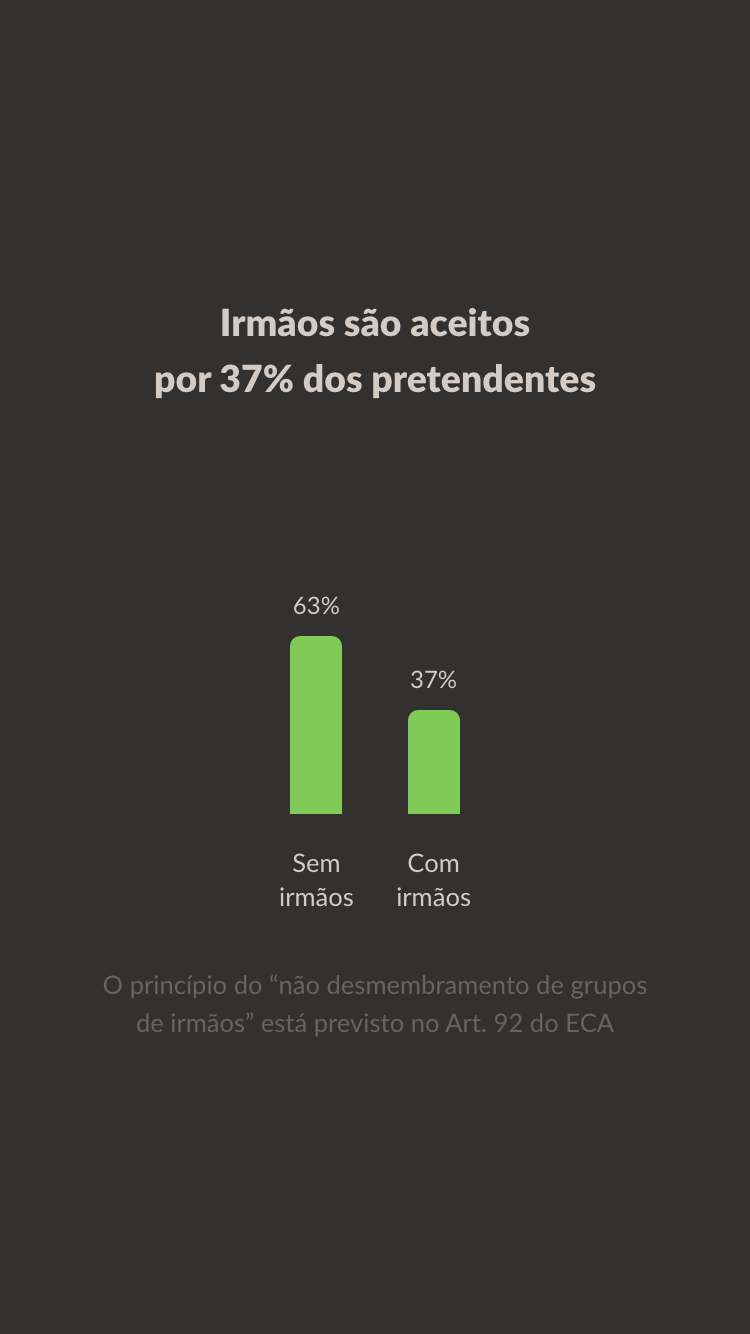 Irmãos são aceitos
por 37% dos pretendentes
63%
37%
Sem
irmãos
Com
irmãos
O princípio do “não desmembramento de grupos
de irmãos” está previsto no Art. 92 do ECA